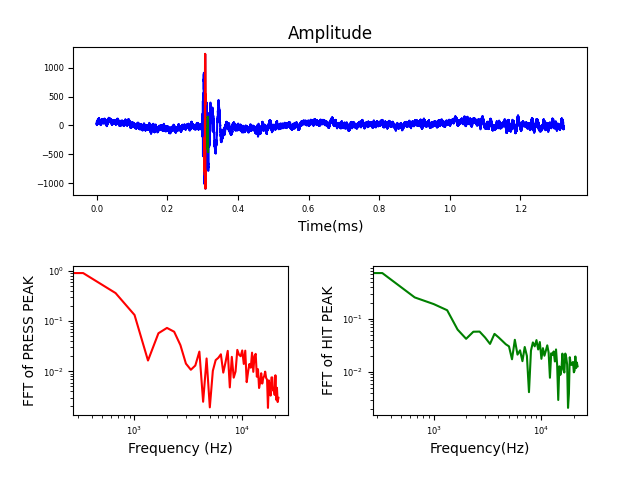 Amplitude
1000
500
0
−500
−1000
0.0 0.2 0.4 0.6 0.8 1.0 1.2
Time(ms)
FFT of PRESS PEAK
10⁰
10⁻¹
10⁻²
10³ 10⁴
Frequency (Hz)
FFT of HIT PEAK
10⁻¹
10⁻²
10³ 10⁴
Frequency(Hz)